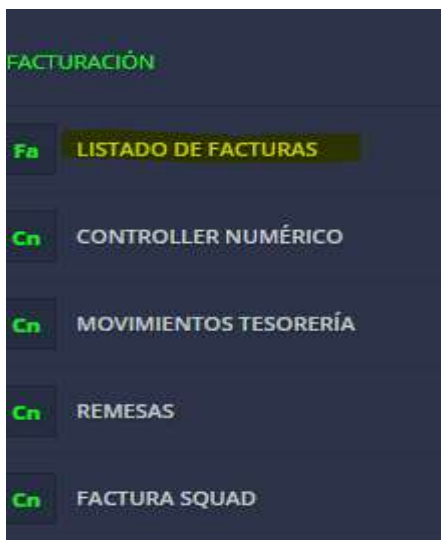 FACTURACIÓN
Fa LISTADO DE FACTURAS
Cn CONTROLLER NUMÉRICO
Cn MOVIMIENTOS TESORERÍA
Cn REMESAS
Cn FACTURA SQUAD